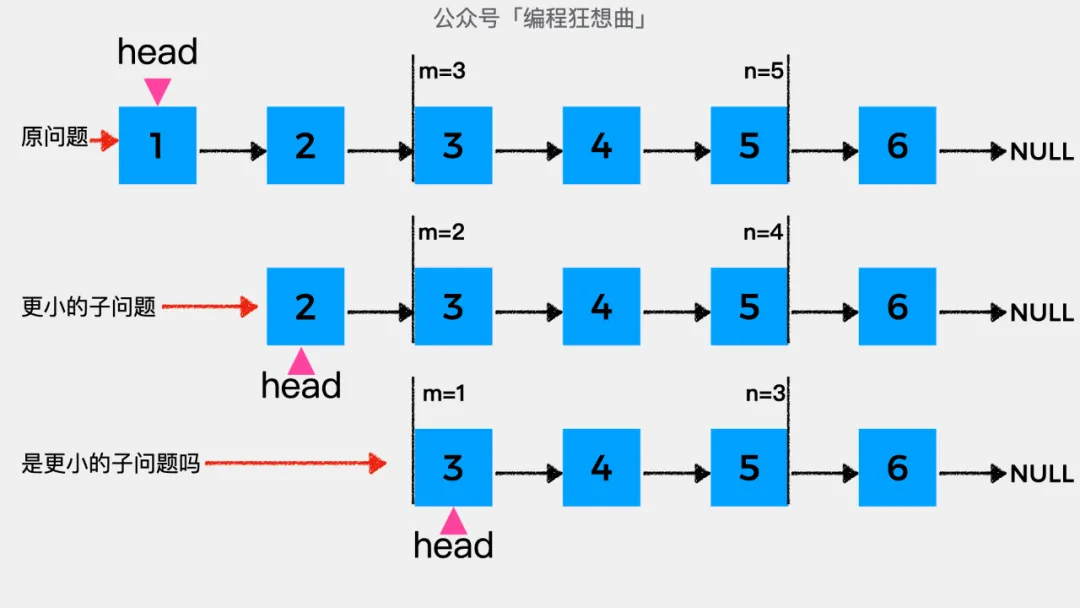 公众号「编程狂想曲」
head
m=3
n=5
原问题
1
2
3
4
5
6
NULL
m=2
n=4
更小的子问题
2
3
4
5
6
NULL
head
m=1
n=3
是更小的子问题吗
3
4
5
6
NULL
head